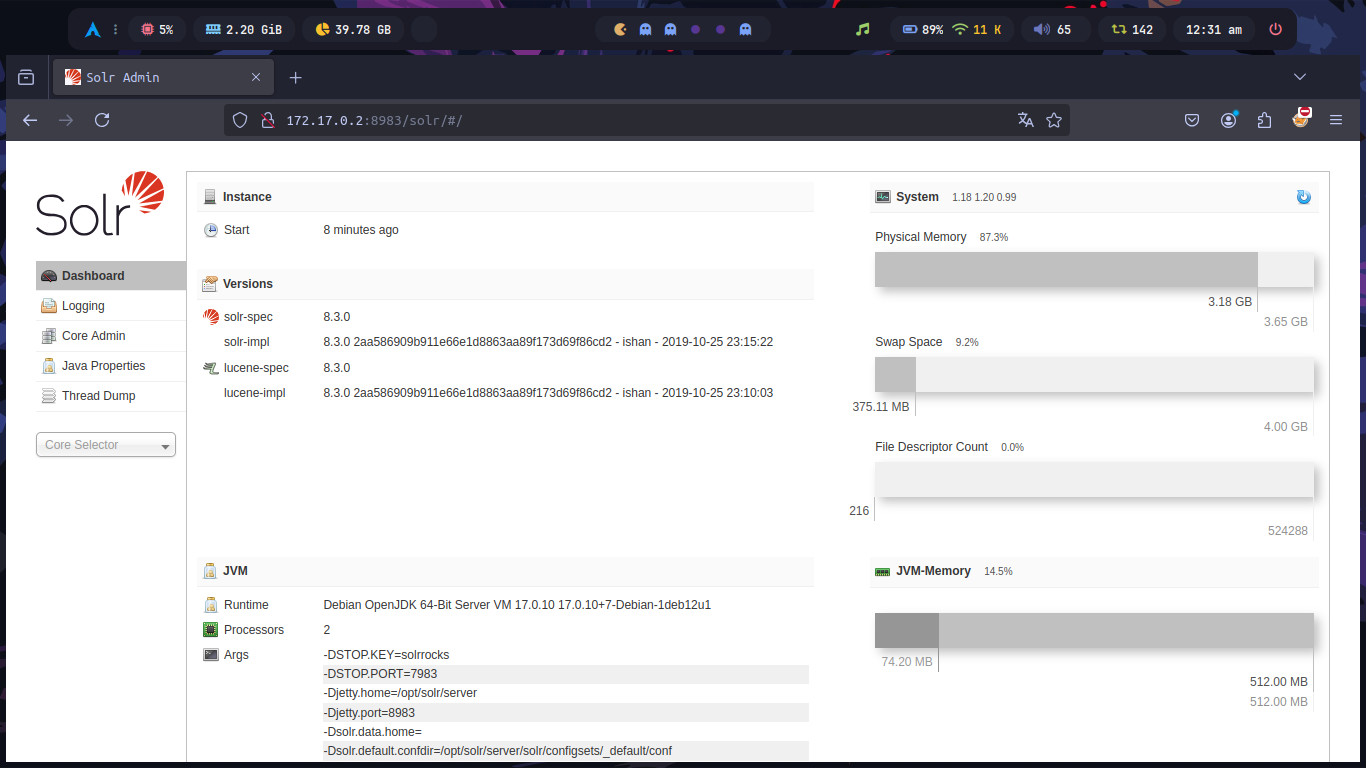 5%
2.20 GiB
39.78 GB
89%
11 K
65
142
12:31 am
Solr Admin
172.17.0.2:8983/solr/#/
Solr
Dashboard
Logging
Core Admin
Java Properties
Thread Dump
Core Selector
Instance
Start 8 minutes ago
Versions
solr-spec 8.3.0
solr-impl 8.3.0 2aa586909b911e66e1d8863aa89f173d69f86cd2 - ishan - 2019-10-25 23:15:22
lucene-spec 8.3.0
lucene-impl 8.3.0 2aa586909b911e66e1d8863aa89f173d69f86cd2 - ishan - 2019-10-25 23:10:03
JVM
Runtime Debian OpenJDK 64-Bit Server VM 17.0.10 17.0.10+7-Debian-1deb12u1
Processors 2
Args -DSTOP.KEY=solrrocks
-DSTOP.PORT=7983
-Djetty.home=/opt/solr/server
-Djetty.port=8983
-Dsolr.data.home=
-Dsolr.default.confdir=/opt/solr/server/solr/configsets/_default/conf
System 1.18 1.20 0.99
Physical Memory 87.3%
3.18 GB
3.65 GB
Swap Space 9.2%
375.11 MB
4.00 GB
File Descriptor Count 0.0%
216
524288
JVM-Memory 14.5%
74.20 MB
512.00 MB
512.00 MB